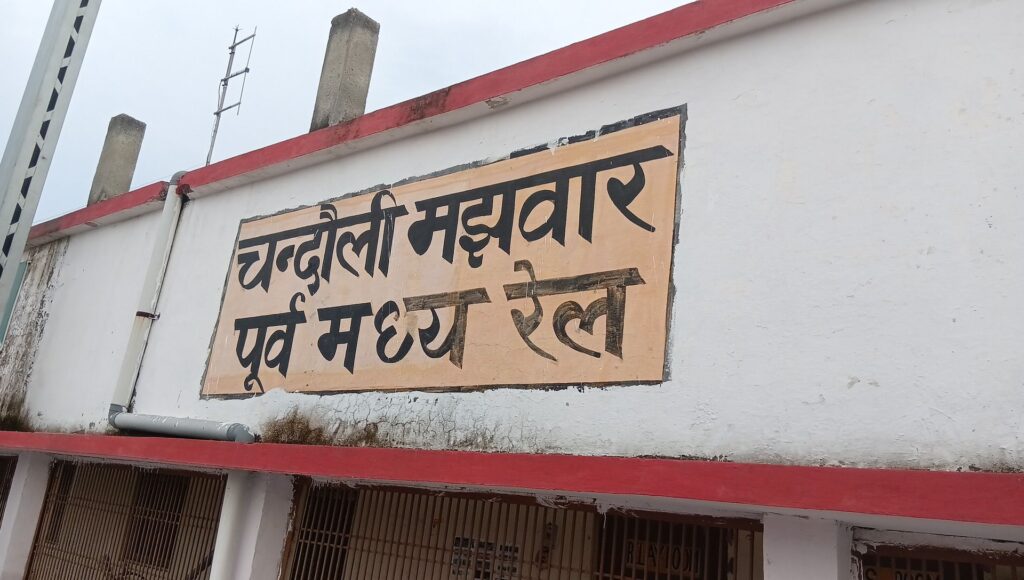 चन्दौली मझवार
पूर्व मध्य रेल